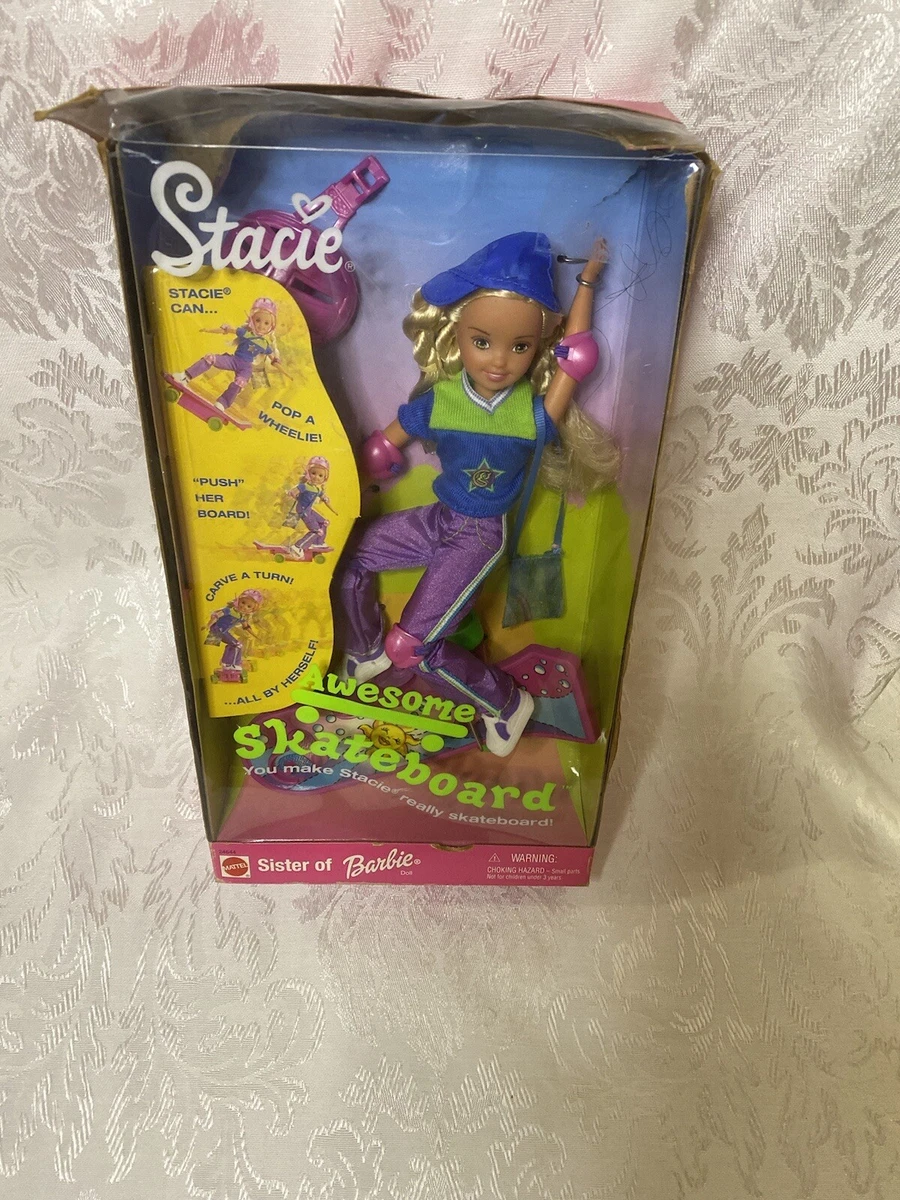 Stacie®
STACIE®
CAN...
POP A
WHEELIE!
"PUSH"
HER
BOARD!
CARVE A TURN!
...ALL BY HERSELF!
Awesome
Skateboard™
You make Stacie® really skateboard!
MATTEL
Sister of Barbie®
Doll
WARNING:
CHOKING HAZARD – Small parts
Not for children under 3 years